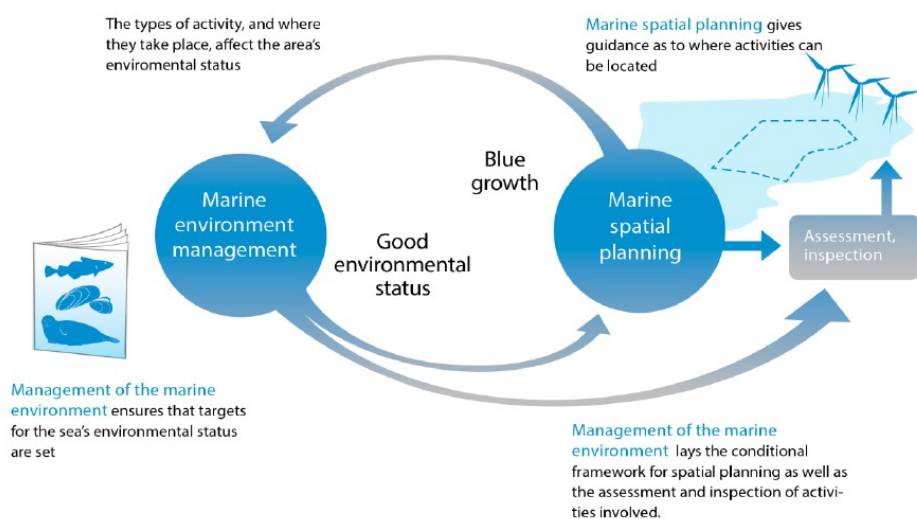 The types of activity, and where
they take place, affect the area's
enviromental status
Marine spatial planning gives
guidance as to where activities can
be located
Blue
growth
Marine
environment
management
Marine
spatial
planning
Good
environmental
status
Assessment,
inspection
Management of the marine
environment ensures that targets
for the sea's environmental status
are set
Management of the marine
environment lays the conditional
framework for spatial planning as well as
the assessment and inspection of activi-
ties involved.